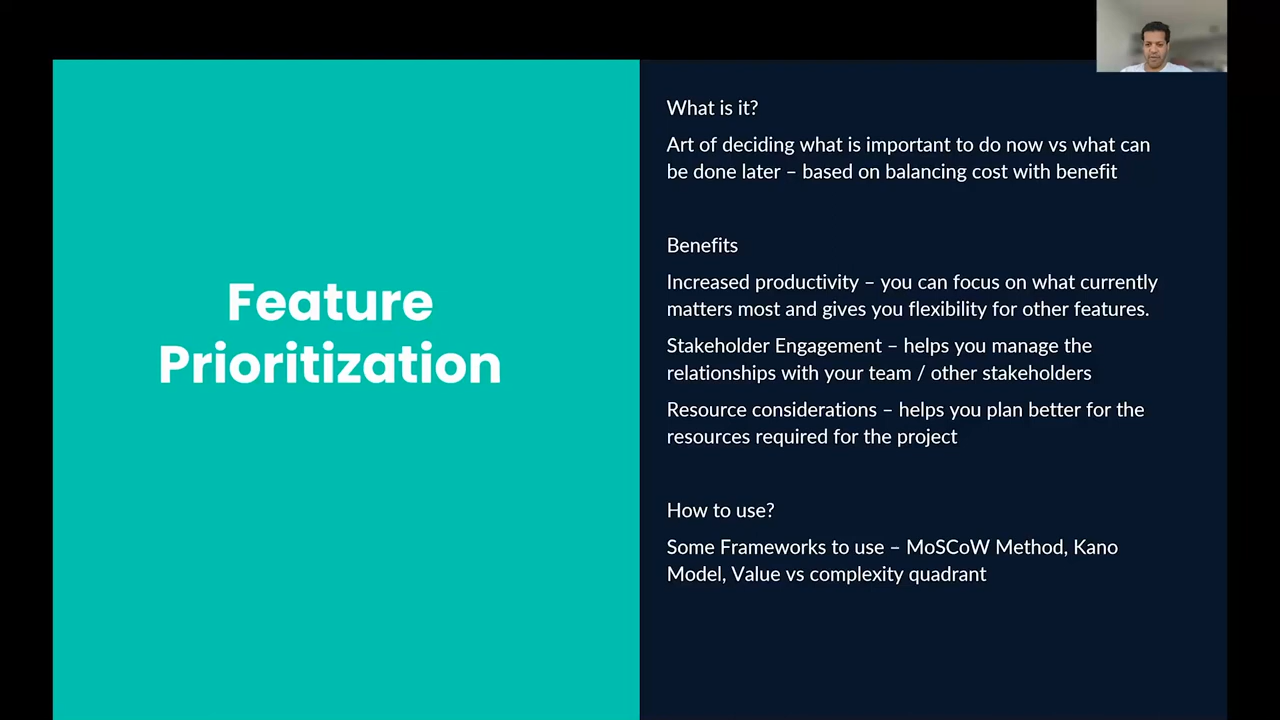 Feature
Prioritization
What is it?
Art of deciding what is important to do now vs what can
be done later – based on balancing cost with benefit
Benefits
Increased productivity – you can focus on what currently
matters most and gives you flexibility for other features.
Stakeholder Engagement – helps you manage the
relationships with your team / other stakeholders
Resource considerations – helps you plan better for the
resources required for the project
How to use?
Some Frameworks to use – MoSCoW Method, Kano
Model, Value vs complexity quadrant